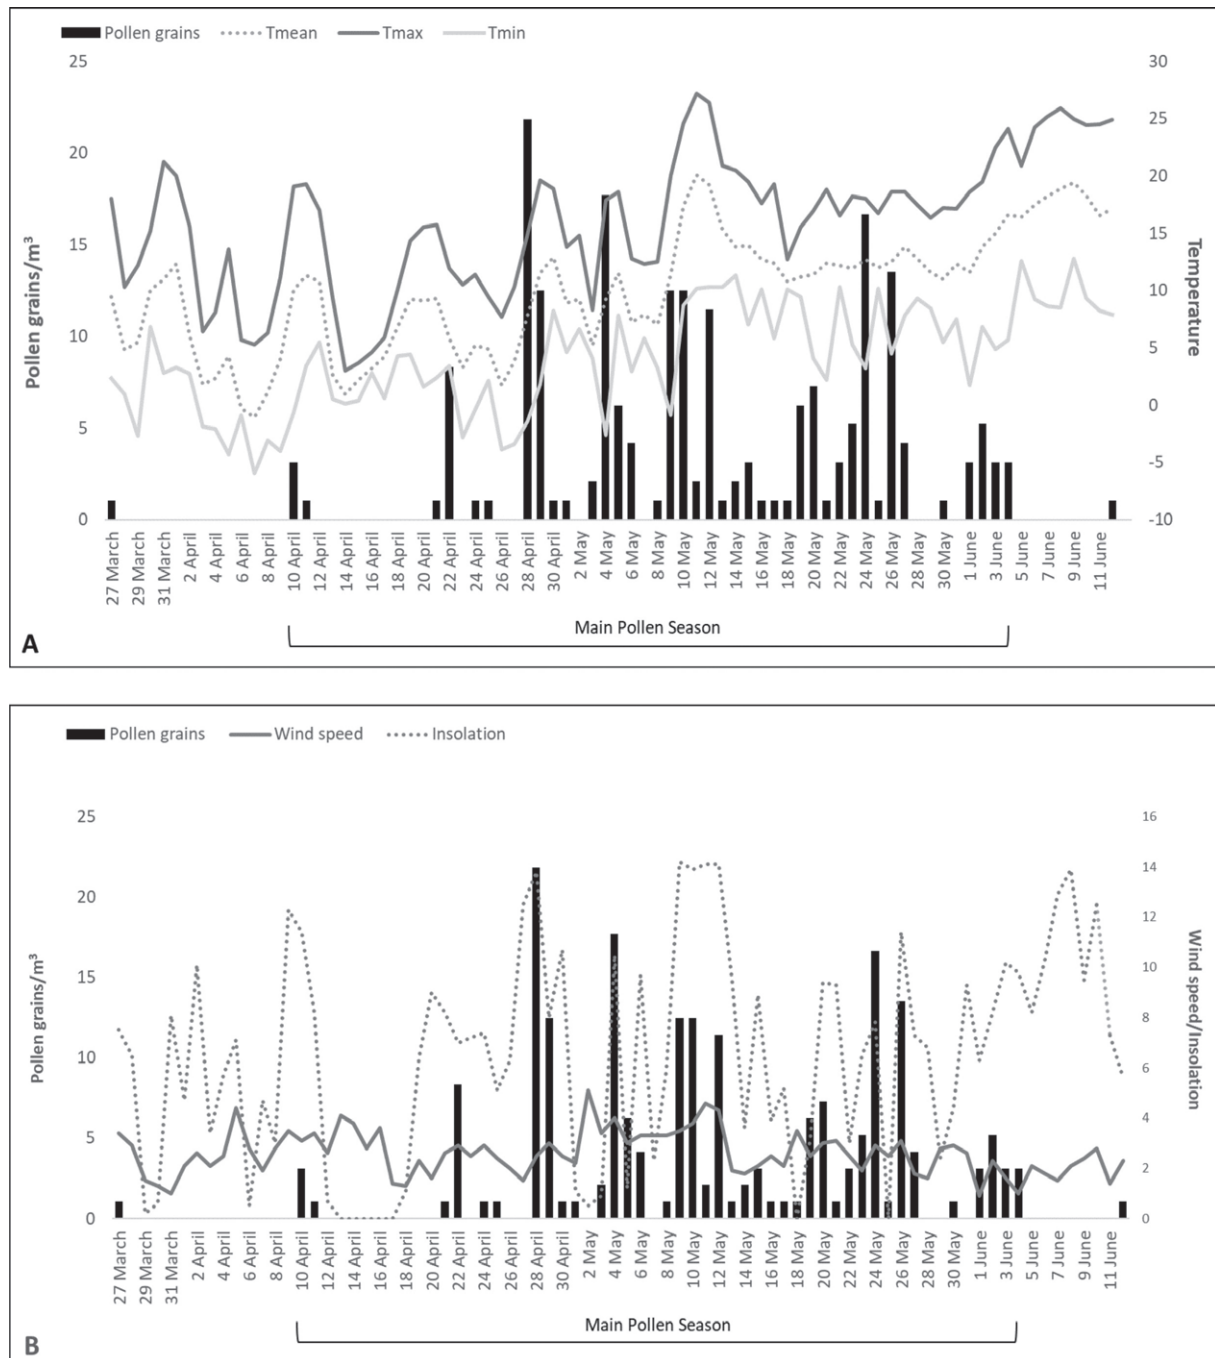 Pollen grains Tmean Tmax Tmin
25 30
20 25
20
15 15
10 10
5
5 0
-5
0 -10
Pollen grains/m³
Temperature
27 March
29 March
31 March
2 April
4 April
6 April
8 April
10 April
12 April
14 April
16 April
18 April
20 April
22 April
24 April
26 April
28 April
30 April
2 May
4 May
6 May
8 May
10 May
12 May
14 May
16 May
18 May
20 May
22 May
24 May
26 May
28 May
30 May
1 June
3 June
5 June
7 June
9 June
11 June
Main Pollen Season
A
Pollen grains Wind speed Insolation
25 16
14
20 12
15 10
8
10 6
5 4
2
0 0
Pollen grains/m³
Wind speed/Insolation
27 March
29 March
31 March
2 April
4 April
6 April
8 April
10 April
12 April
14 April
16 April
18 April
20 April
22 April
24 April
26 April
28 April
30 April
2 May
4 May
6 May
8 May
10 May
12 May
14 May
16 May
18 May
20 May
22 May
24 May
26 May
28 May
30 May
1 June
3 June
5 June
7 June
9 June
11 June
Main Pollen Season
B